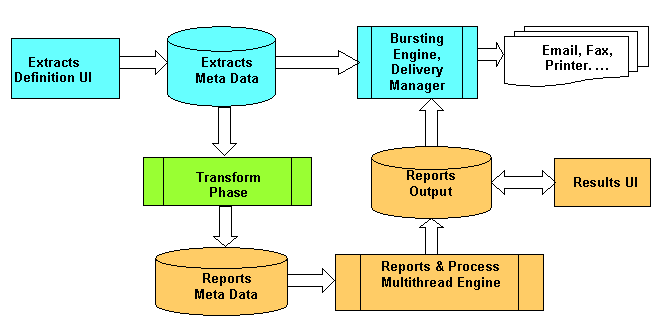 Extracts
Definition UI
Extracts
Meta Data
Bursting
Engine,
Delivery
Manager
Email, Fax,
Printer. ...
Transform
Phase
Reports
Output
Results UI
Reports
Meta Data
Reports & Process
Multithread Engine